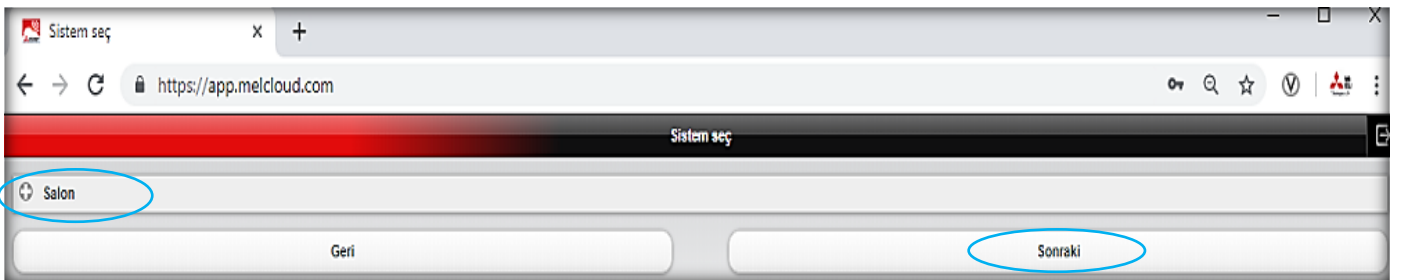 Sistem seç
https://app.melcloud.com
Sistem seç
Salon
Geri
Sonraki